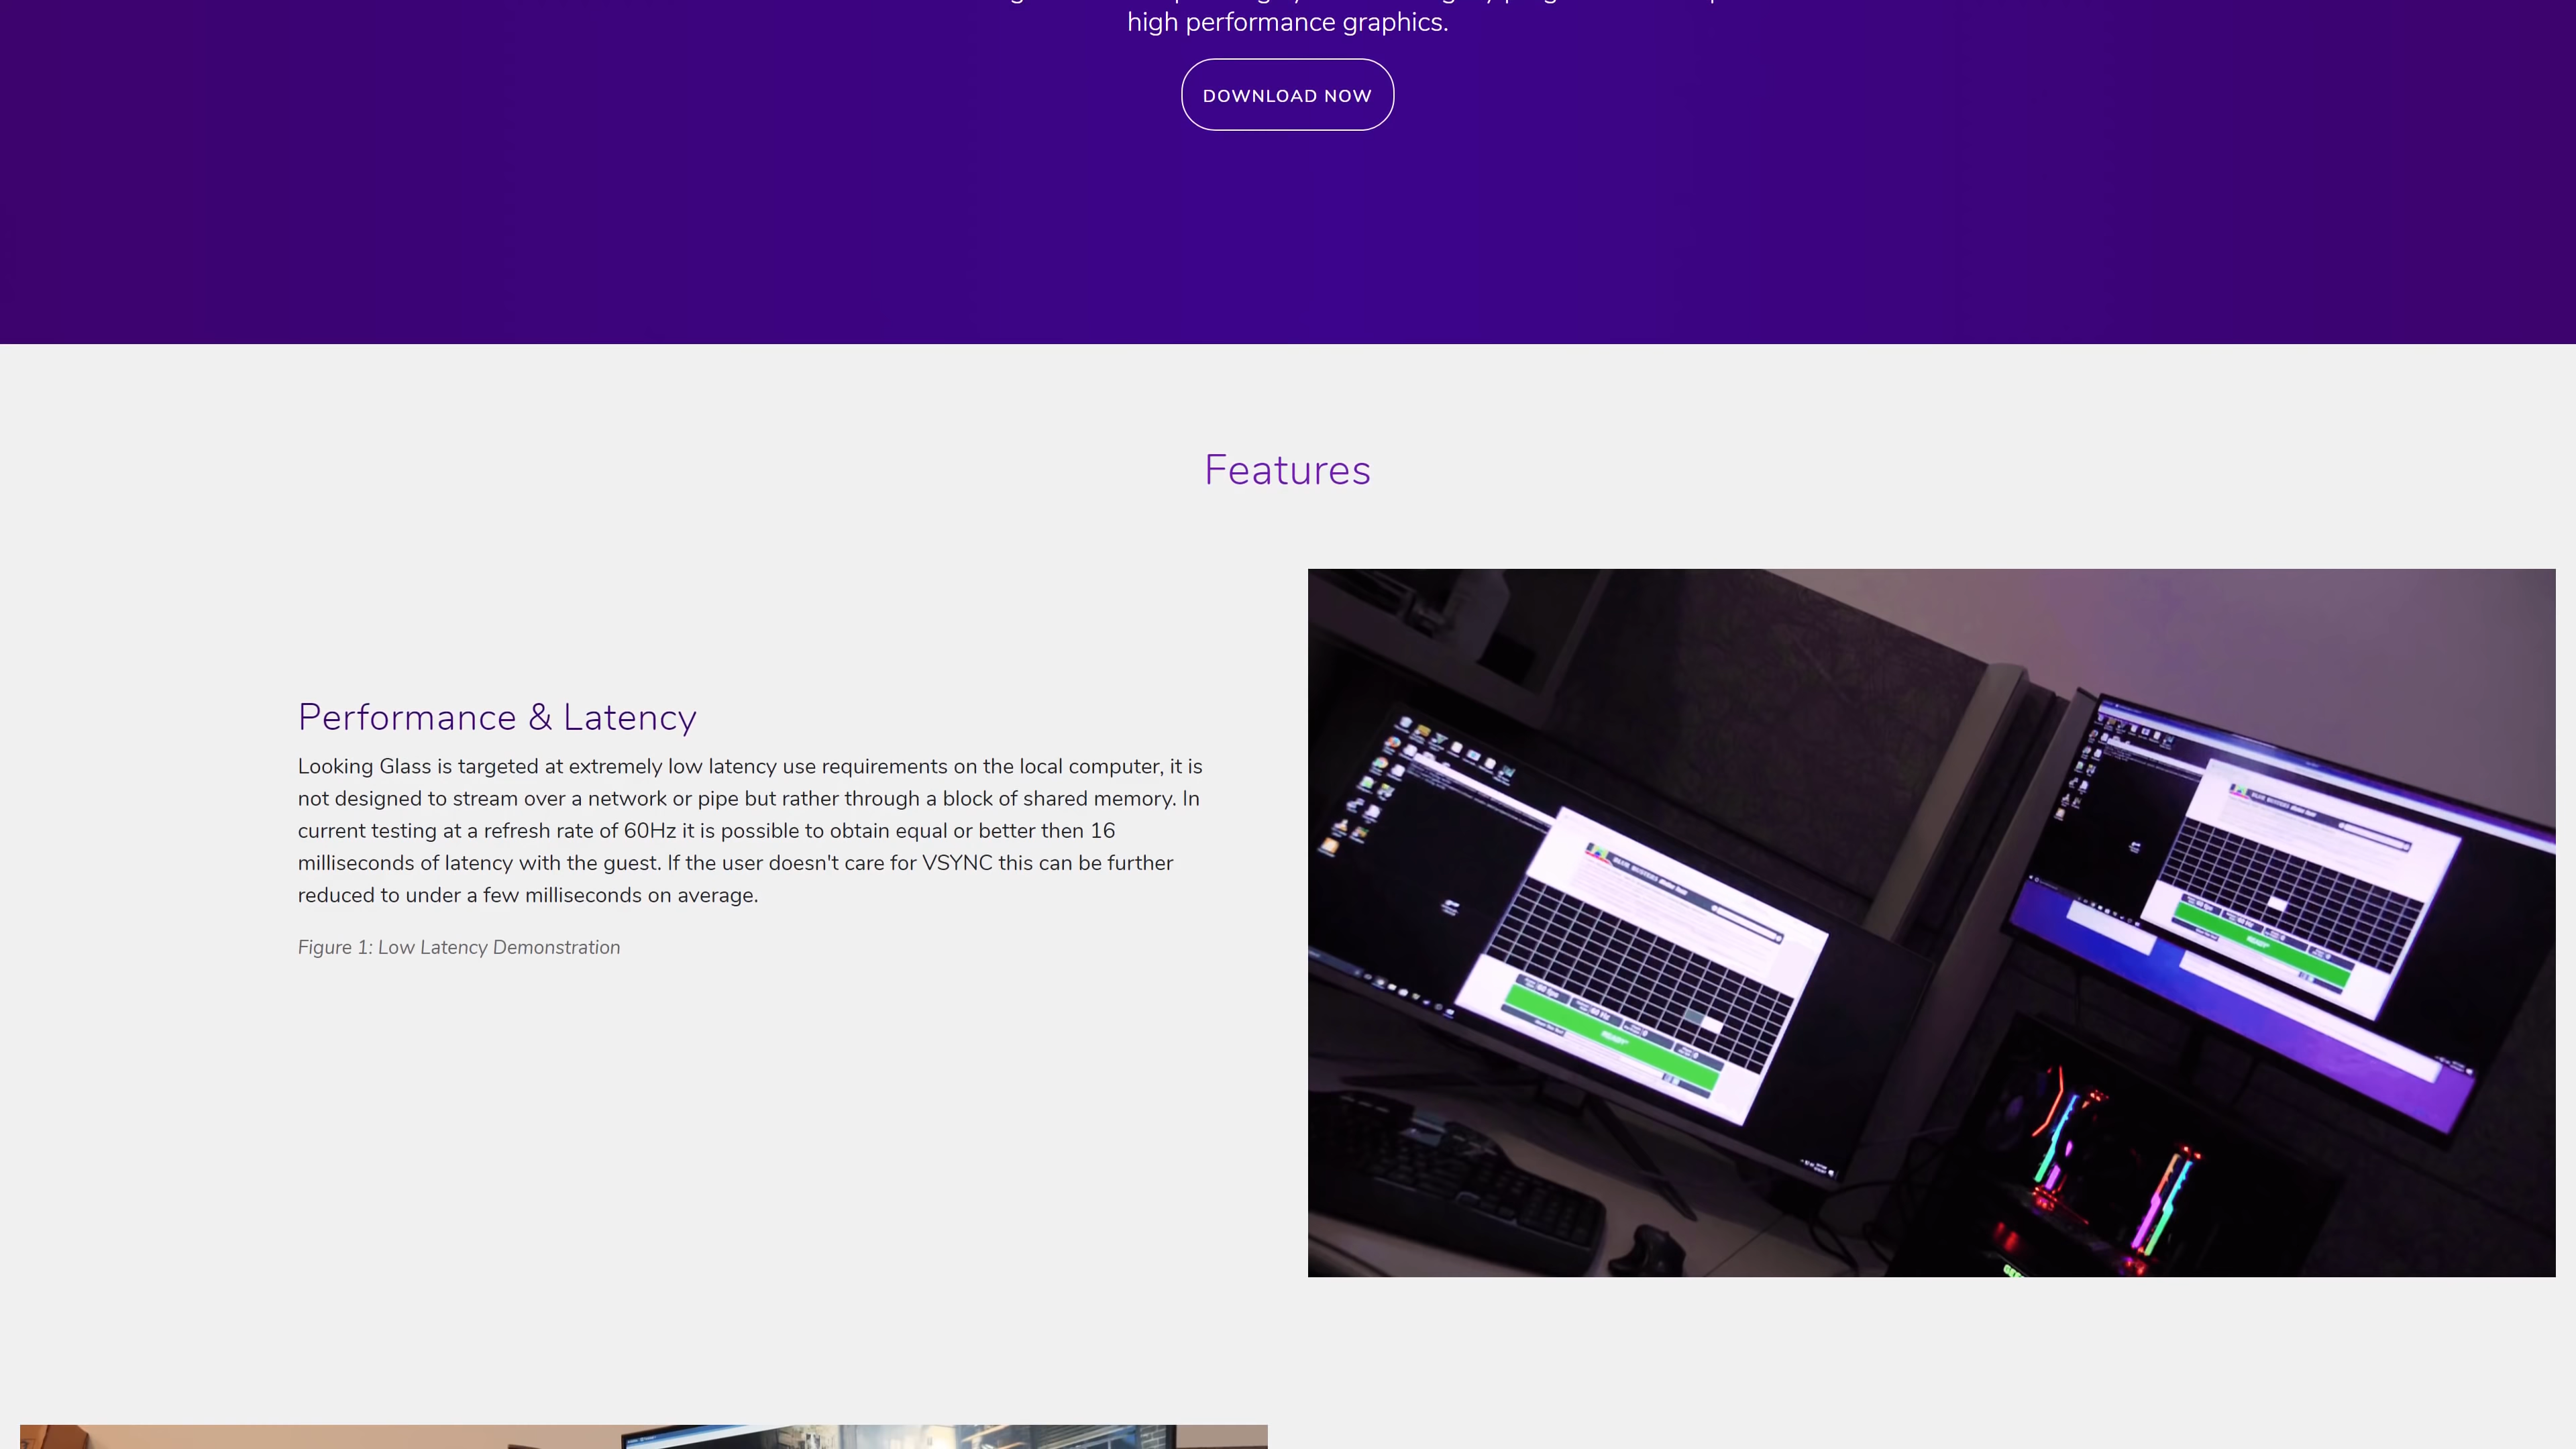 high performance graphics.
DOWNLOAD NOW
Features
Performance & Latency
Looking Glass is targeted at extremely low latency use requirements on the local computer, it is
not designed to stream over a network or pipe but rather through a block of shared memory. In
current testing at a refresh rate of 60Hz it is possible to obtain equal or better then 16
milliseconds of latency with the guest. If the user doesn't care for VSYNC this can be further
reduced to under a few milliseconds on average.
Figure 1: Low Latency Demonstration
READY
READY